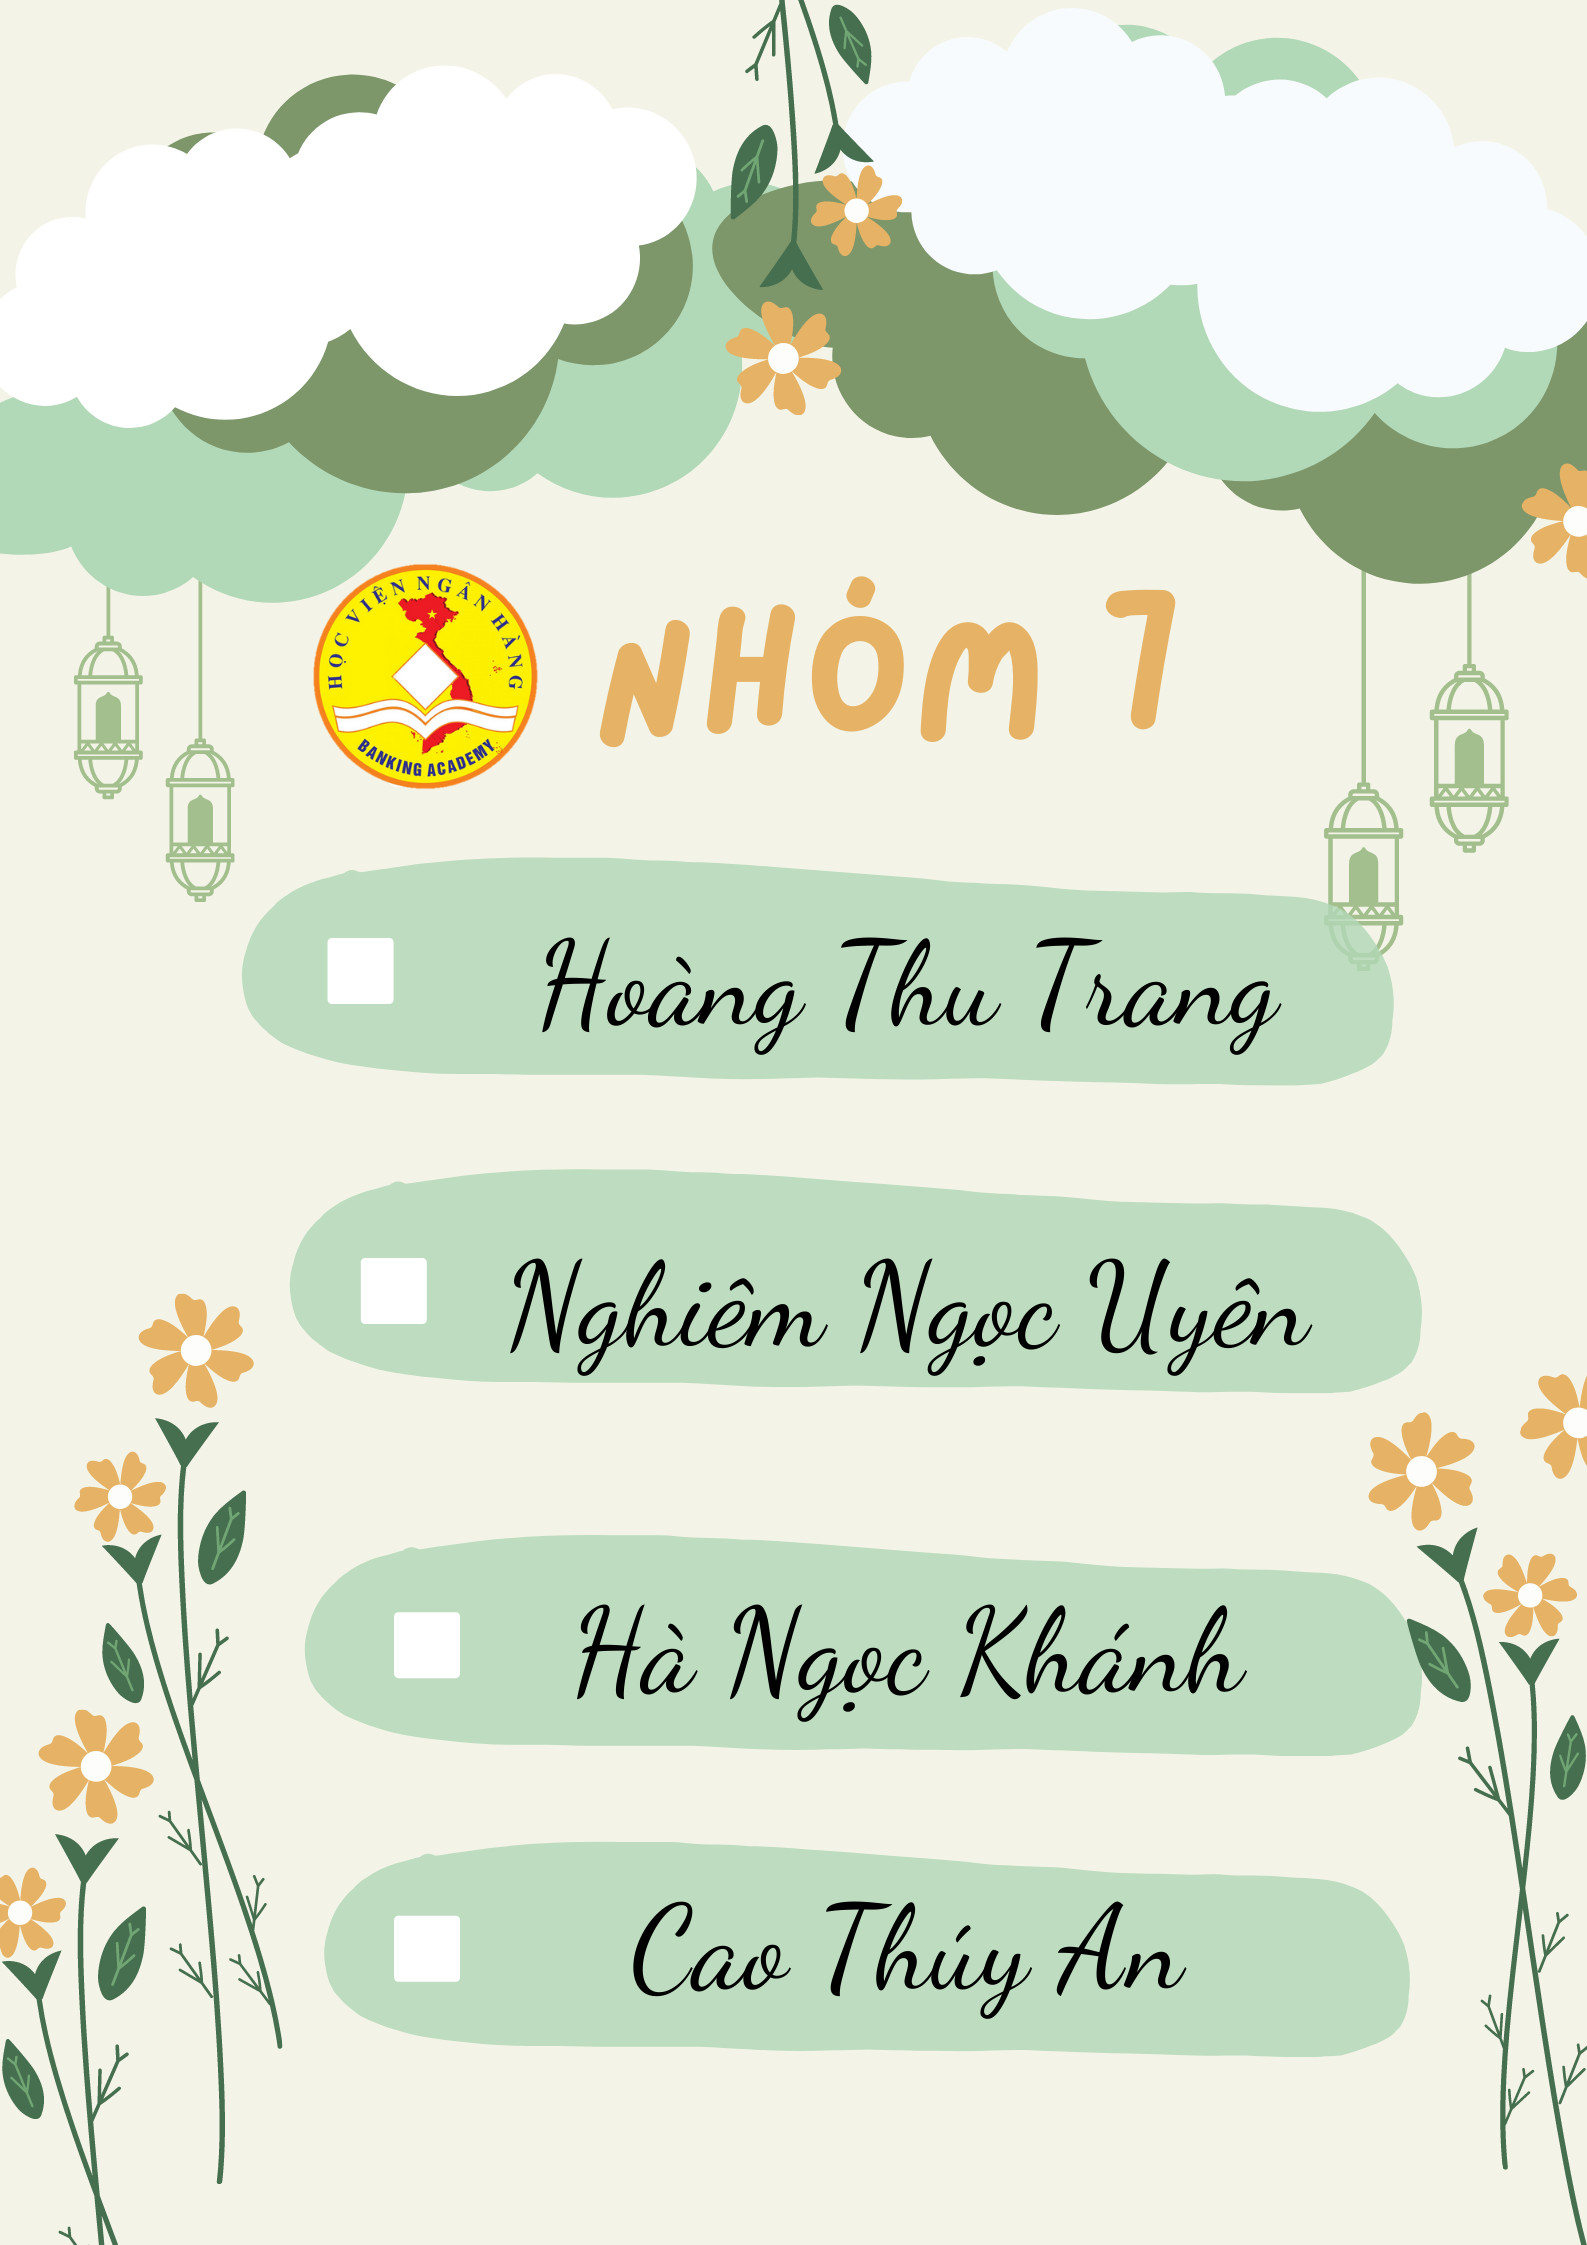 HỌC VIỆN NGÂN HÀNG
BANKING ACADEMY
NHÓM 7
Hoàng Thu Trang
Nghiêm Ngọc Uyên
Hà Ngọc Khánh
Cao Thúy An